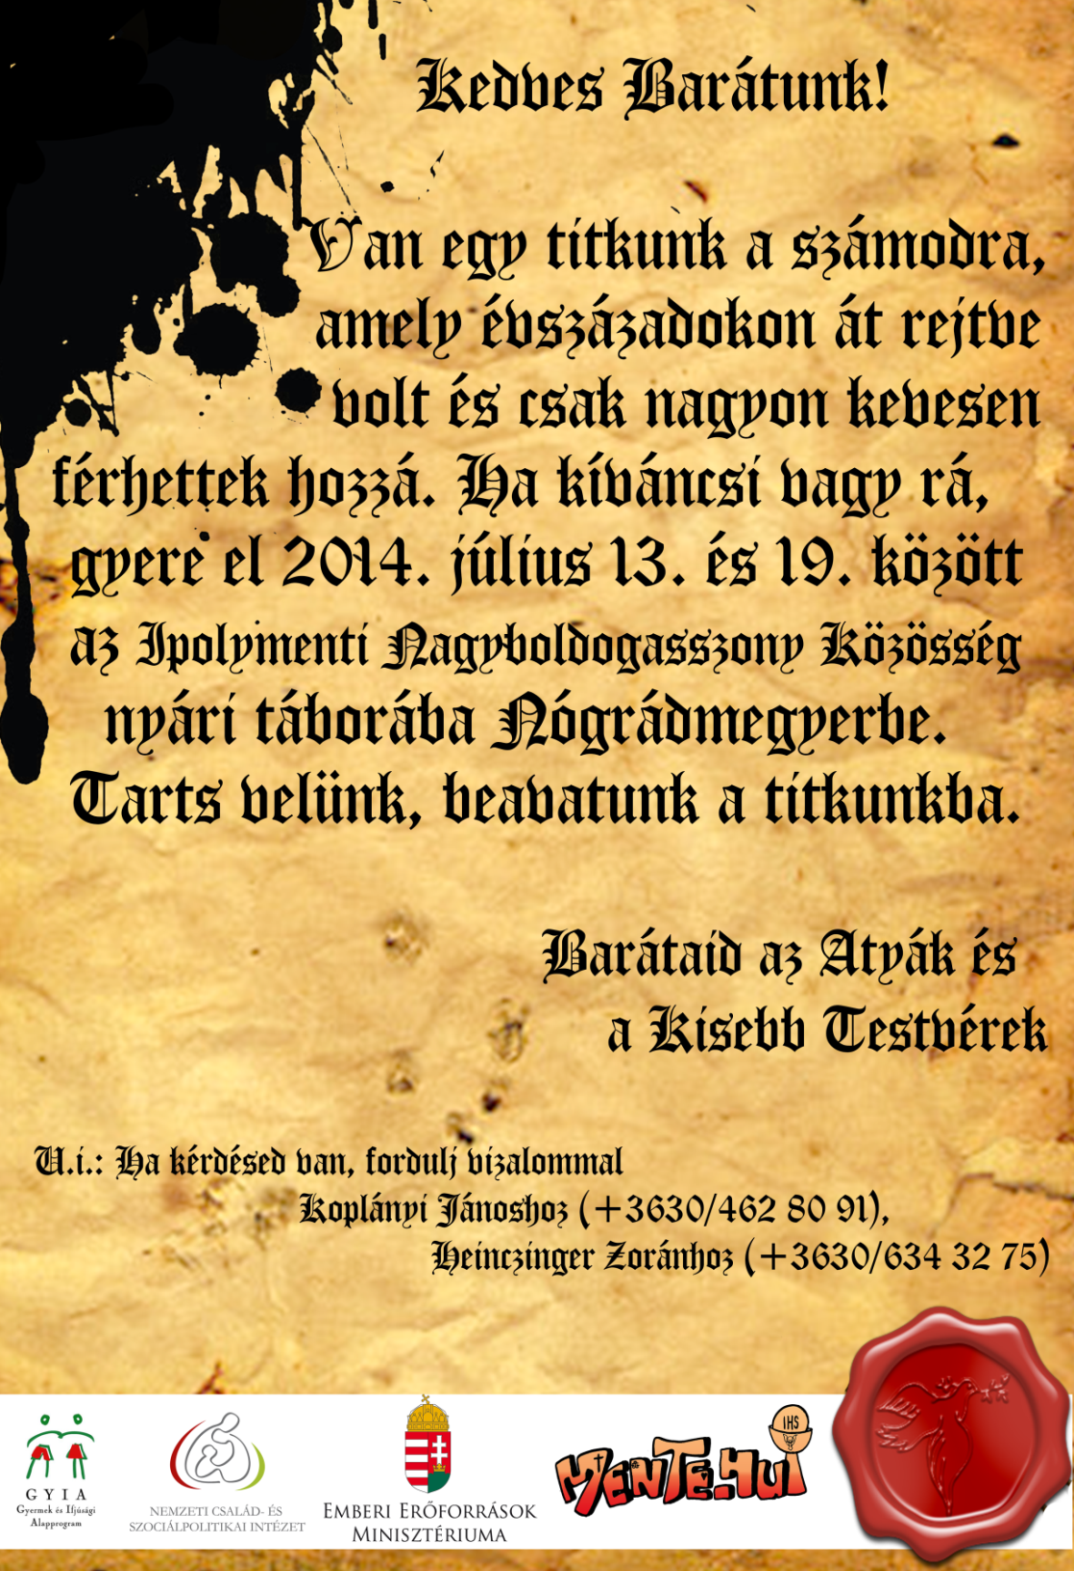 Kedves Barátunk!
Van egy titkunk a számodra,
amely évszázadokon át rejtve
volt és csak nagyon kevesen
férhettek hozzá. Ha kíváncsi vagy rá,
gyere el 2014. július 13. és 19. között
az Ipolymenti Nagyboldogasszony Közösség
nyári táborába Nógrádmegyerbe.
Tarts velünk, beavatunk a titkunkba.
Barátaid az Atyák és
a Kisebb Testvérek
U.i.: Ha kérdésed van, fordulj bizalommal
Koplányi Jánoshoz (+3630/462 80 91),
Heinczinger Zoránhoz (+3630/634 32 75)
GYIA
Gyermek és Ifjúsági
Alapprogram
NEMZETI CSALÁD- ÉS
SZOCIÁLPOLITIKAI INTÉZET
EMBERI ERŐFORRÁSOK
MINISZTÉRIUMA
MENTE.HU
IHS